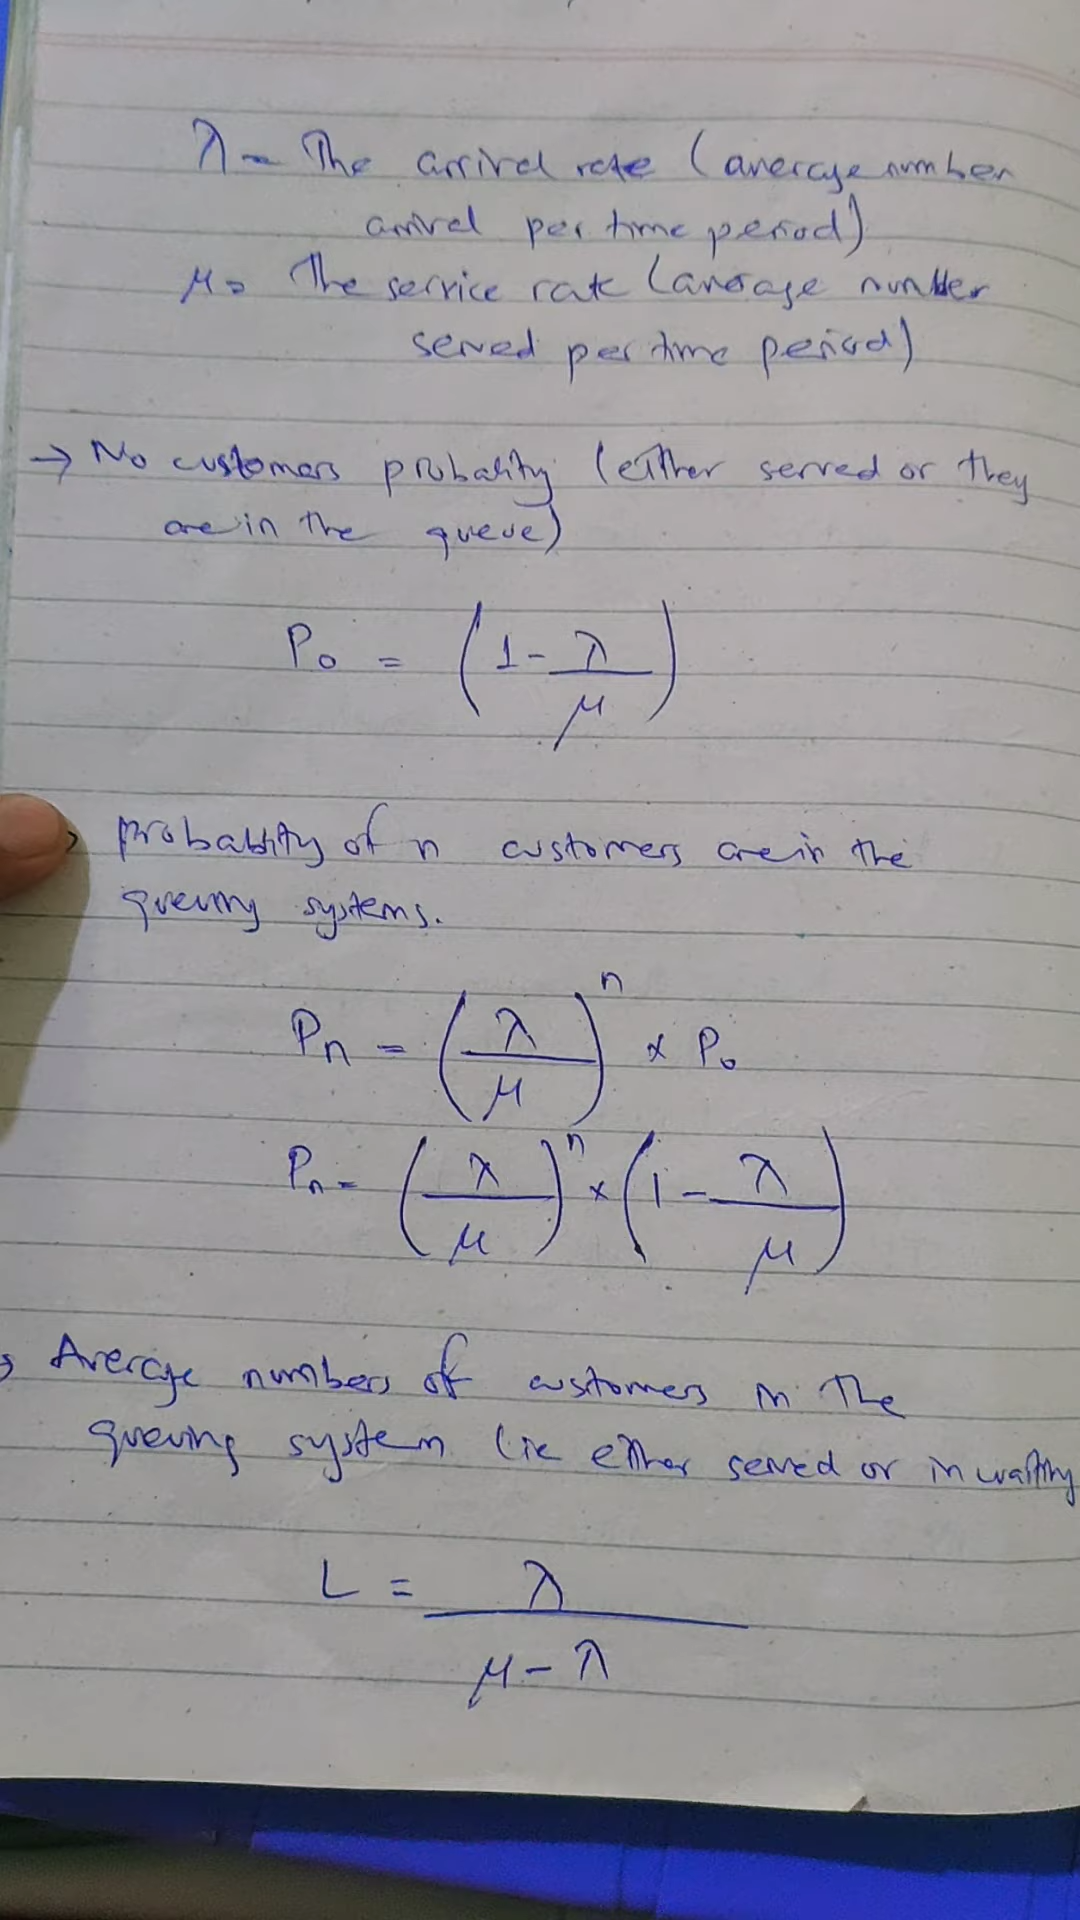 λ = The arrival rate (average number
arrival per time period)
μ = The service rate (average number
served per time period)
→ No customers probality (either served or they
are in the queue)
P₀ = (1 - λ/μ)
probability of n customers are in the
queuing systems.
Pₙ = (λ/μ)ⁿ × P₀
Pₙ = (λ/μ)ⁿ × (1 - λ/μ)
→ Average numbers of customers in the
queuing system (ie either served or in waiting
L = λ/(μ - λ)